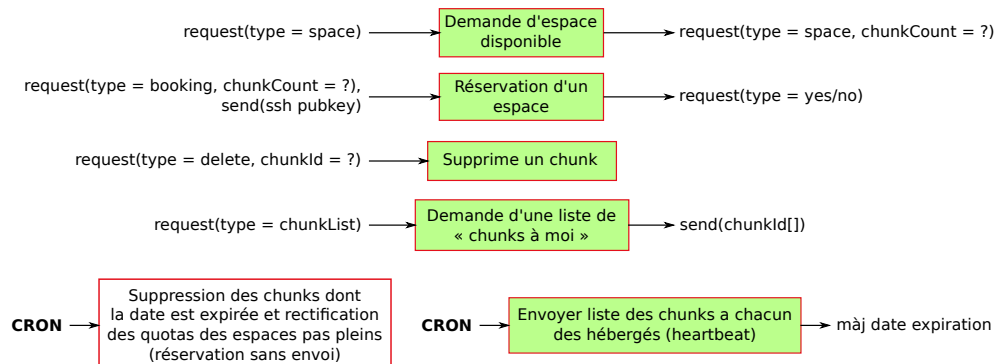 request(type = space)
Demande d'espace
disponible
request(type = space, chunkCount = ?)
request(type = booking, chunkCount = ?),
send(ssh pubkey)
Réservation d'un
espace
request(type = yes/no)
request(type = delete, chunkId = ?)
Supprime un chunk
request(type = chunkList)
Demande d'une liste de
« chunks à moi »
send(chunkId[])
CRON
Suppression des chunks dont
la date est expirée et rectification
des quotas des espaces pas pleins
(réservation sans envoi)
CRON
Envoyer liste des chunks a chacun
des hébergés (heartbeat)
màj date expiration